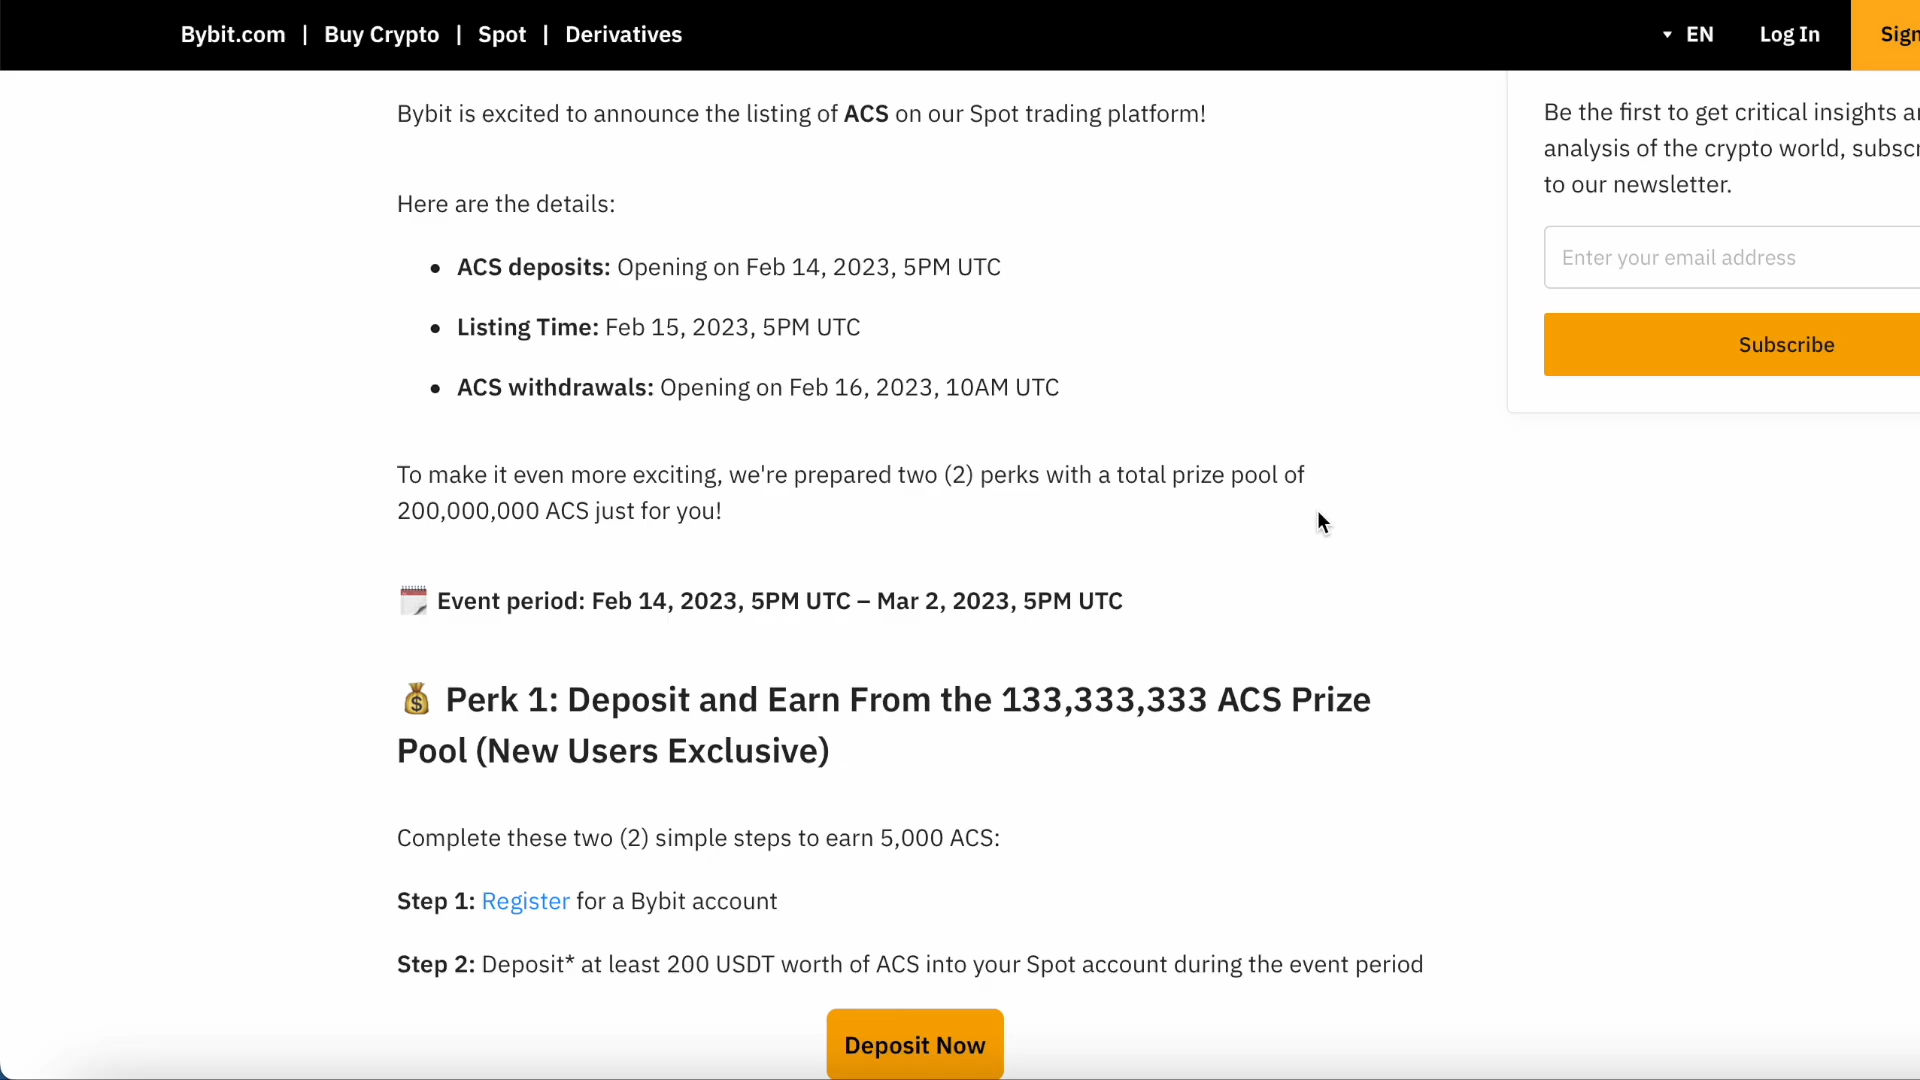 Bybit.com | Buy Crypto | Spot | Derivatives
EN Log In Sign
Bybit is excited to announce the listing of ACS on our Spot trading platform!
Here are the details:
• ACS deposits: Opening on Feb 14, 2023, 5PM UTC
• Listing Time: Feb 15, 2023, 5PM UTC
• ACS withdrawals: Opening on Feb 16, 2023, 10AM UTC
To make it even more exciting, we're prepared two (2) perks with a total prize pool of
200,000,000 ACS just for you!
Event period: Feb 14, 2023, 5PM UTC – Mar 2, 2023, 5PM UTC
Perk 1: Deposit and Earn From the 133,333,333 ACS Prize
Pool (New Users Exclusive)
Complete these two (2) simple steps to earn 5,000 ACS:
Step 1: Register for a Bybit account
Step 2: Deposit* at least 200 USDT worth of ACS into your Spot account during the event period
Deposit Now
Be the first to get critical insights
analysis of the crypto world,
to our newsletter.
Enter your email address
Subscribe